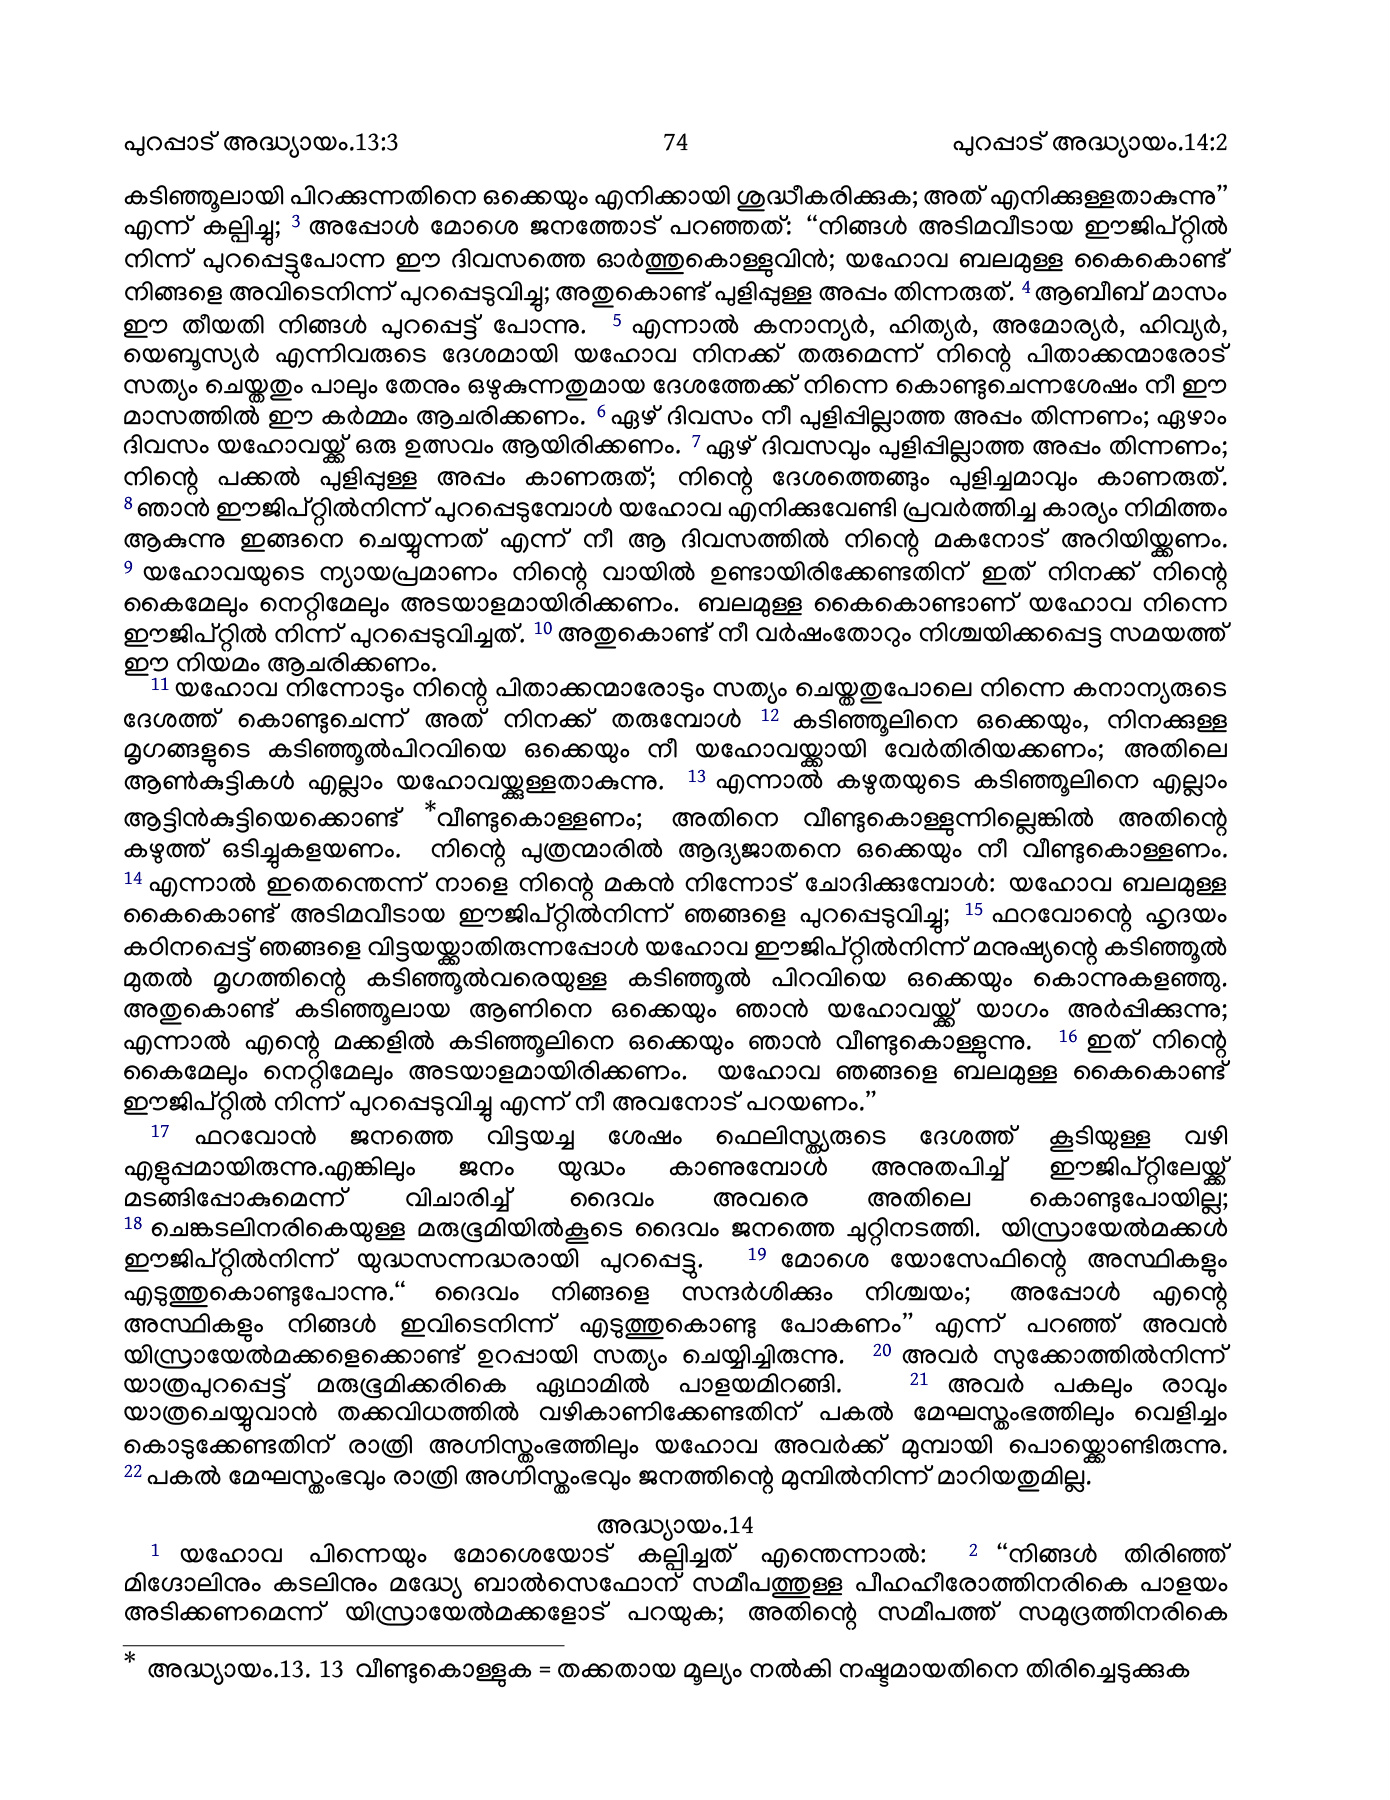 പുറപ്പാട് അദ്ധ്യായം.13:3 74 പുറപ്പാട് അദ്ധ്യായം.14:2
കടിഞ്ഞൂലായി പിറക്കുന്നതിനെ ഒക്കെയും എനിക്കായി ശുദ്ധീകരിക്കുക; അത് എനിക്കുള്ളതാകുന്നു”
എന്ന് കല്പിച്ചു; 3 അപ്പോൾ മോശെ ജനത്തോട് പറഞ്ഞത്: “നിങ്ങൾ അടിമവീടായ ഈജിപ്റ്റിൽ
നിന്ന് പുറപ്പെട്ടുപോന്ന ഈ ദിവസത്തെ ഓർത്തുകൊള്ളുവിൻ; യഹോവ ബലമുള്ള കൈകൊണ്ട്
നിങ്ങളെ അവിടെനിന്ന് പുറപ്പെടുവിച്ചു; അതുകൊണ്ട് പുളിപ്പുള്ള അപ്പം തിന്നരുത്. 4 ആബീബ് മാസം
ഈ തീയതി നിങ്ങൾ പുറപ്പെട്ട് പോന്നു. 5 എന്നാൽ കനാന്യർ, ഹിത്യർ, അമോര്യർ, ഹിവ്യർ,
യെബൂസ്യർ എന്നിവരുടെ ദേശമായി യഹോവ നിനക്ക് തരുമെന്ന് നിന്റെ പിതാക്കന്മാരോട്
സത്യം ചെയ്തതും പാലും തേനും ഒഴുകുന്നതുമായ ദേശത്തേക്ക് നിന്നെ കൊണ്ടുചെന്നശേഷം നീ ഈ
മാസത്തിൽ ഈ കർമ്മം ആചരിക്കണം. 6 ഏഴ് ദിവസം നീ പുളിപ്പില്ലാത്ത അപ്പം തിന്നണം; ഏഴാം
ദിവസം യഹോവയ്ക്ക് ഒരു ഉത്സവം ആയിരിക്കണം. 7 ഏഴ് ദിവസവും പുളിപ്പില്ലാത്ത അപ്പം തിന്നണം;
നിന്റെ പക്കൽ പുളിപ്പുള്ള അപ്പം കാണരുത്; നിന്റെ ദേശത്തെങ്ങും പുളിച്ചമാവും കാണരുത്.
8 ഞാൻ ഈജിപ്റ്റിൽനിന്ന് പുറപ്പെടുമ്പോൾ യഹോവ എനിക്കുവേണ്ടി പ്രവർത്തിച്ച കാര്യം നിമിത്തം
ആകുന്നു ഇങ്ങനെ ചെയ്യുന്നത് എന്ന് നീ ആ ദിവസത്തിൽ നിന്റെ മകനോട് അറിയിയ്ക്കണം.
9 യഹോവയുടെ ന്യായപ്രമാണം നിന്റെ വായിൽ ഉണ്ടായിരിക്കേണ്ടതിന് ഇത് നിനക്ക് നിന്റെ
കൈമേലും നെറ്റിമേലും അടയാളമായിരിക്കണം. ബലമുള്ള കൈകൊണ്ടാണ് യഹോവ നിന്നെ
ഈജിപ്റ്റിൽ നിന്ന് പുറപ്പെടുവിച്ചത്. 10 അതുകൊണ്ട് നീ വർഷംതോറും നിശ്ചയിക്കപ്പെട്ട സമയത്ത്
ഈ നിയമം ആചരിക്കണം.
11 യഹോവ നിന്നോടും നിന്റെ പിതാക്കന്മാരോടും സത്യം ചെയ്തതുപോലെ നിന്നെ കനാന്യരുടെ
ദേശത്ത് കൊണ്ടുചെന്ന് അത് നിനക്ക് തരുമ്പോൾ 12 കടിഞ്ഞൂലിനെ ഒക്കെയും, നിനക്കുള്ള
മൃഗങ്ങളുടെ കടിഞ്ഞൂൽപിറവിയെ ഒക്കെയും നീ യഹോവയ്ക്കായി വേർതിരിയക്കണം; അതിലെ
ആൺകുട്ടികൾ എല്ലാം യഹോവയ്ക്കുള്ളതാകുന്നു. 13 എന്നാൽ കഴുതയുടെ കടിഞ്ഞൂലിനെ എല്ലാം
ആട്ടിൻകുട്ടിയെക്കൊണ്ട് *വീണ്ടുകൊള്ളണം; അതിനെ വീണ്ടുകൊള്ളുന്നില്ലെങ്കിൽ അതിന്റെ
കഴുത്ത് ഒടിച്ചുകളയണം. നിന്റെ പുത്രന്മാരിൽ ആദ്യജാതനെ ഒക്കെയും നീ വീണ്ടുകൊള്ളണം.
14 എന്നാൽ ഇതെന്തെന്ന് നാളെ നിന്റെ മകൻ നിന്നോട് ചോദിക്കുമ്പോൾ: യഹോവ ബലമുള്ള
കൈകൊണ്ട് അടിമവീടായ ഈജിപ്റ്റിൽനിന്ന് ഞങ്ങളെ പുറപ്പെടുവിച്ചു; 15 ഫറവോന്റെ ഹൃദയം
കഠിനപ്പെട്ട് ഞങ്ങളെ വിട്ടയയ്ക്കാതിരുന്നപ്പോൾ യഹോവ ഈജിപ്റ്റിൽനിന്ന് മനുഷ്യന്റെ കടിഞ്ഞൂൽ
മുതൽ മൃഗത്തിന്റെ കടിഞ്ഞൂൽവരെയുള്ള കടിഞ്ഞൂൽ പിറവിയെ ഒക്കെയും കൊന്നുകളഞ്ഞു.
അതുകൊണ്ട് കടിഞ്ഞൂലായ ആണിനെ ഒക്കെയും ഞാൻ യഹോവയ്ക്ക് യാഗം അർപ്പിക്കുന്നു;
എന്നാൽ എന്റെ മക്കളിൽ കടിഞ്ഞൂലിനെ ഒക്കെയും ഞാൻ വീണ്ടുകൊള്ളുന്നു. 16 ഇത് നിന്റെ
കൈമേലും നെറ്റിമേലും അടയാളമായിരിക്കണം. യഹോവ ഞങ്ങളെ ബലമുള്ള കൈകൊണ്ട്
ഈജിപ്റ്റിൽ നിന്ന് പുറപ്പെടുവിച്ചു എന്ന് നീ അവനോട് പറയണം.”
17 ഫറവോൻ ജനത്തെ വിട്ടയച്ച ശേഷം ഫെലിസ്ത്യരുടെ ദേശത്ത് കൂടിയുള്ള വഴി
എളുപ്പമായിരുന്നു.എങ്കിലും ജനം യുദ്ധം കാണുമ്പോൾ അനുതപിച്ച് ഈജിപ്റ്റിലേയ്ക്ക്
മടങ്ങിപ്പോകുമെന്ന് വിചാരിച്ച് ദൈവം അവരെ അതിലെ കൊണ്ടുപോയില്ല;
18 ചെങ്കടലിനരികെയുള്ള മരുഭൂമിയിൽകൂടെ ദൈവം ജനത്തെ ചുറ്റിനടത്തി. യിസ്രായേൽമക്കൾ
ഈജിപ്റ്റിൽനിന്ന് യുദ്ധസന്നദ്ധരായി പുറപ്പെട്ടു. 19 മോശെ യോസേഫിന്റെ അസ്ഥികളും
എടുത്തുകൊണ്ടുപോന്നു.“ ദൈവം നിങ്ങളെ സന്ദർശിക്കും നിശ്ചയം; അപ്പോൾ എന്റെ
അസ്ഥികളും നിങ്ങൾ ഇവിടെനിന്ന് എടുത്തുകൊണ്ടു പോകണം” എന്ന് പറഞ്ഞ് അവൻ
യിസ്രായേൽമക്കളെക്കൊണ്ട് ഉറപ്പായി സത്യം ചെയ്യിച്ചിരുന്നു. 20 അവർ സുക്കോത്തിൽനിന്ന്
യാത്രപുറപ്പെട്ട് മരുഭൂമിക്കരികെ ഏഥാമിൽ പാളയമിറങ്ങി. 21 അവർ പകലും രാവും
യാത്രചെയ്യുവാൻ തക്കവിധത്തിൽ വഴികാണിക്കേണ്ടതിന് പകൽ മേഘസ്തംഭത്തിലും വെളിച്ചം
കൊടുക്കേണ്ടതിന് രാത്രി അഗ്നിസ്തംഭത്തിലും യഹോവ അവർക്ക് മുമ്പായി പൊയ്ക്കൊണ്ടിരുന്നു.
22 പകൽ മേഘസ്തംഭവും രാത്രി അഗ്നിസ്തംഭവും ജനത്തിന്റെ മുമ്പിൽനിന്ന് മാറിയതുമില്ല.
അദ്ധ്യായം.14
1 യഹോവ പിന്നെയും മോശെയോട് കല്പിച്ചത് എന്തെന്നാൽ: 2 “നിങ്ങൾ തിരിഞ്ഞ്
മിഗ്ദോലിനും കടലിനും മദ്ധ്യേ ബാൽസെഫോന് സമീപത്തുള്ള പീഹഹീരോത്തിനരികെ പാളയം
അടിക്കണമെന്ന് യിസ്രായേൽമക്കളോട് പറയുക; അതിന്റെ സമീപത്ത് സമുദ്രത്തിനരികെ
* അദ്ധ്യായം.13. 13 വീണ്ടുകൊള്ളുക = തക്കതായ മൂല്യം നൽകി നഷ്ടമായതിനെ തിരിച്ചെടുക്കുക